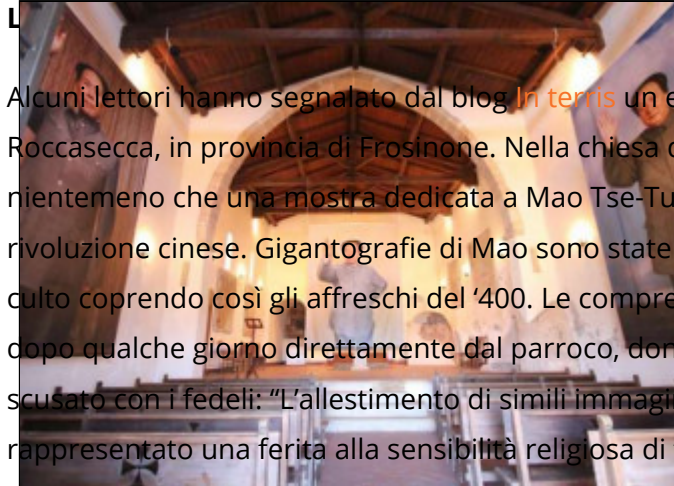 L
Alcuni lettori hanno segnalato dal blog In terris un e
Roccasecca, in provincia di Frosinone. Nella chiesa d
nientemeno che una mostra dedicata a Mao Tse-Tu
rivoluzione cinese. Gigantografie di Mao sono state
culto coprendo così gli affreschi del ‘400. Le compre
dopo qualche giorno direttamente dal parroco, don
scusato con i fedeli: “L’allestimento di simili immagi
rappresentato una ferita alla sensibilità religiosa di